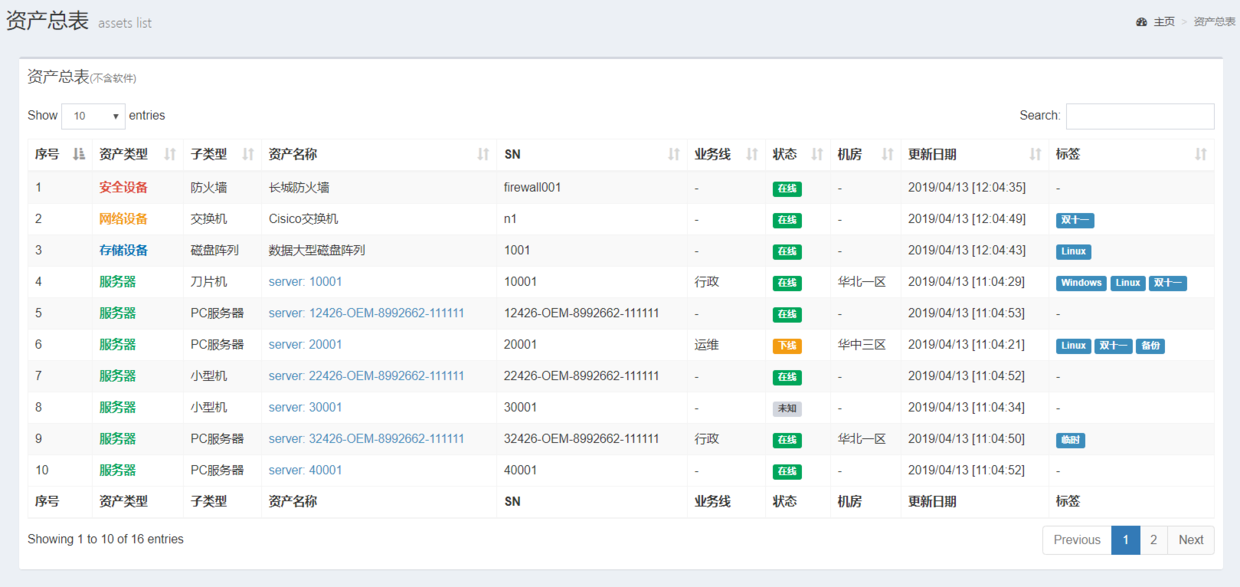 资产总表 assets list 主页 > 资产总表
资产总表(不含软件)
Show 10 entries Search:
序号 资产类型 子类型 资产名称 SN 业务线 状态 机房 更新日期 标签
1 安全设备 防火墙 长城防火墙 firewall001 - 在线 - 2019/04/13 [12:04:35] -
2 网络设备 交换机 Cisico交换机 n1 - 在线 - 2019/04/13 [12:04:49] 双十一
3 存储设备 磁盘阵列 数据大型磁盘阵列 1001 - 在线 - 2019/04/13 [12:04:43] Linux
4 服务器 刀片机 server: 10001 10001 行政 在线 华北一区 2019/04/13 [11:04:29] Windows Linux 双十一
5 服务器 PC服务器 server: 12426-OEM-8992662-111111 12426-OEM-8992662-111111 - 在线 - 2019/04/13 [11:04:53] -
6 服务器 PC服务器 server: 20001 20001 运维 下线 华中三区 2019/04/13 [11:04:21] Linux 双十一 备份
7 服务器 小型机 server: 22426-OEM-8992662-111111 22426-OEM-8992662-111111 - 在线 - 2019/04/13 [11:04:52] -
8 服务器 小型机 server: 30001 30001 - 未知 - 2019/04/13 [11:04:34] -
9 服务器 PC服务器 server: 32426-OEM-8992662-111111 32426-OEM-8992662-111111 行政 在线 华北一区 2019/04/13 [11:04:50] 临时
10 服务器 PC服务器 server: 40001 40001 - 在线 - 2019/04/13 [11:04:52] -
序号 资产类型 子类型 资产名称 SN 业务线 状态 机房 更新日期 标签
Showing 1 to 10 of 16 entries Previous 1 2 Next